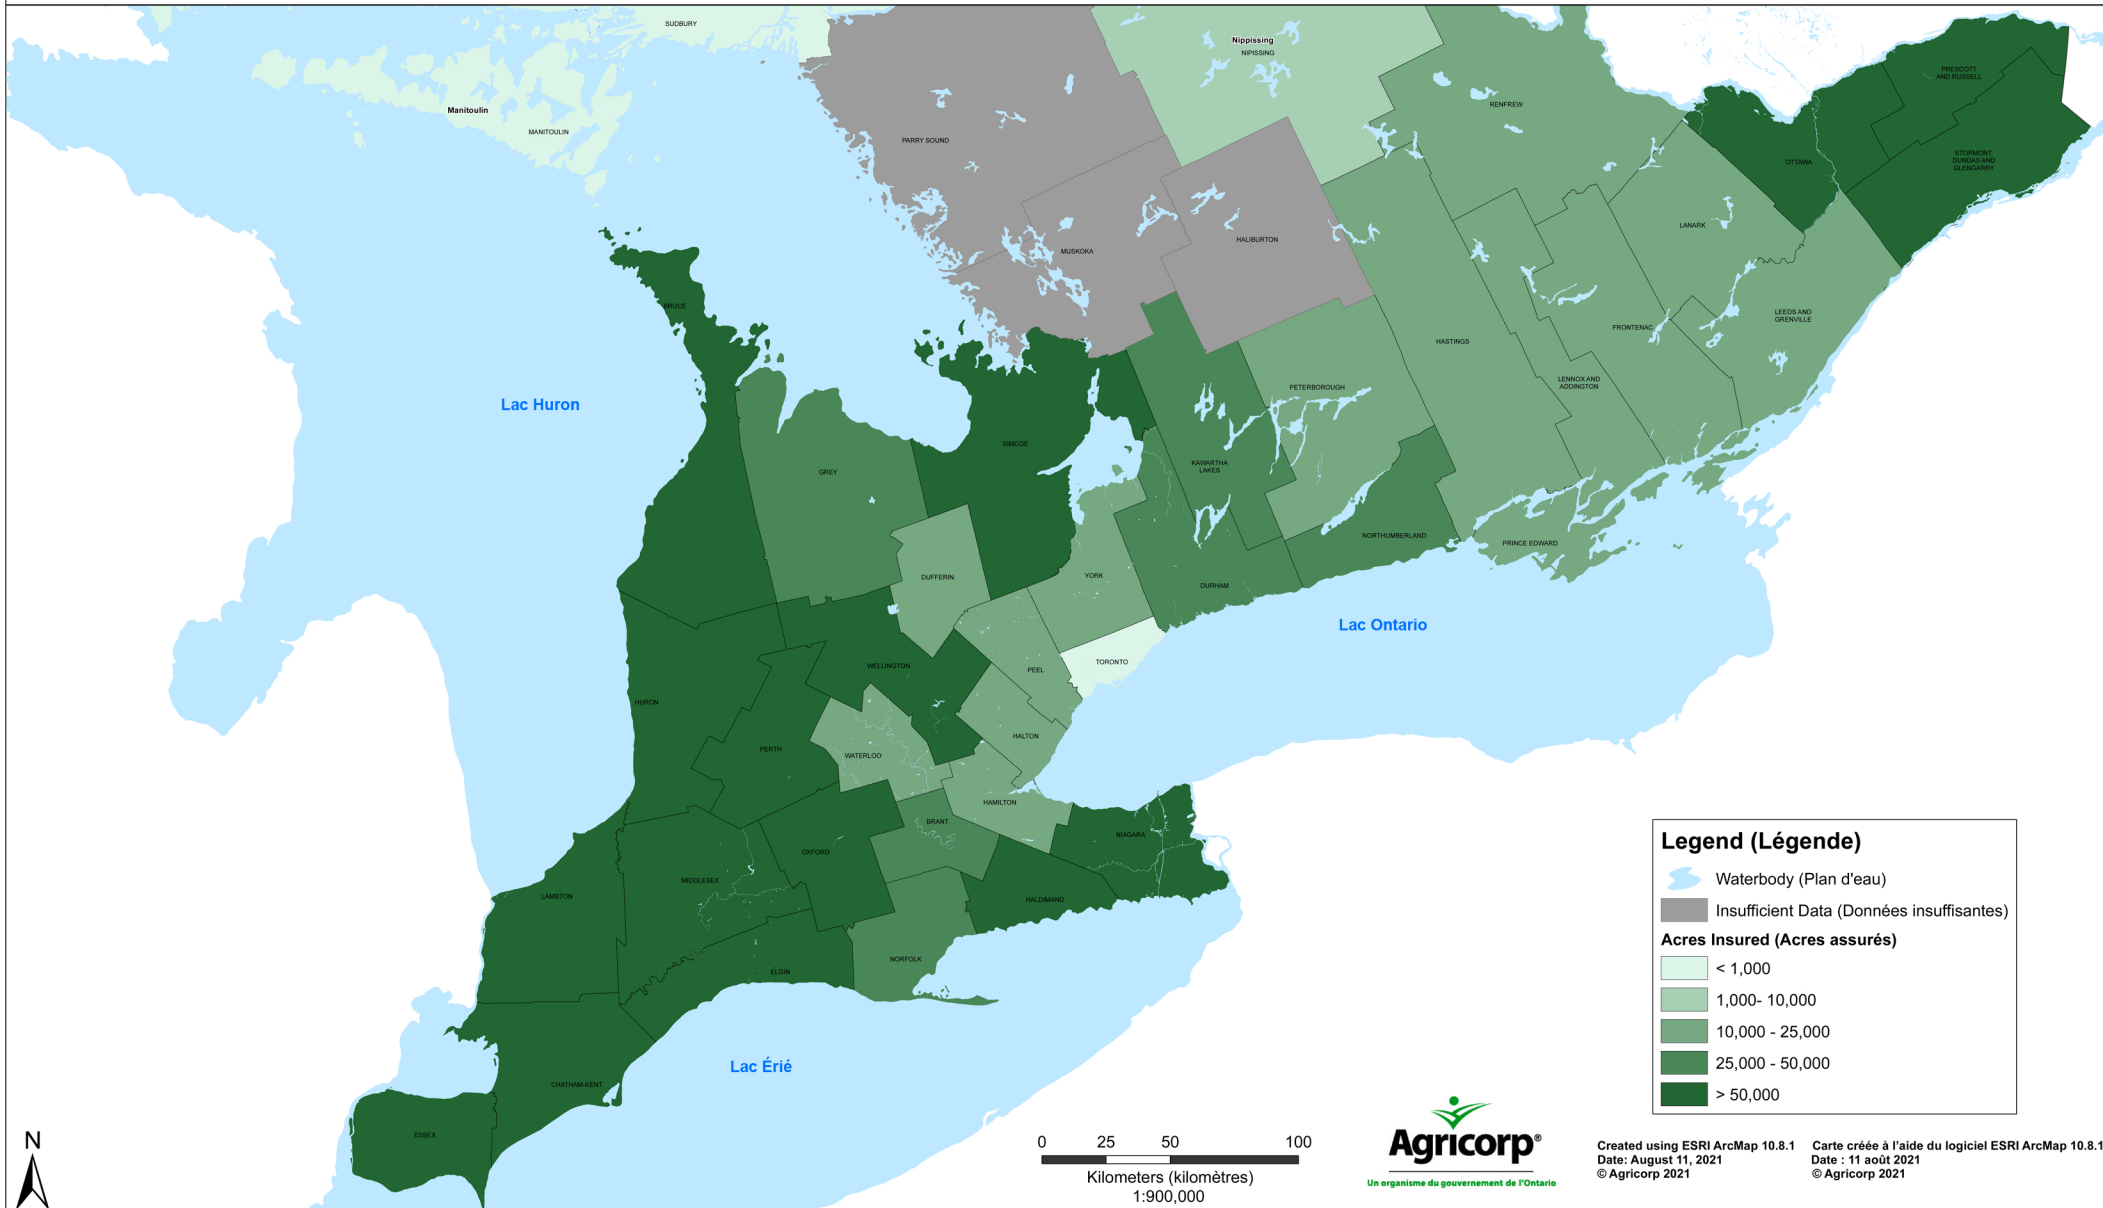 SUDBURY
Nippissing
NIPISSING
PRESCOTT
AND RUSSELL
Manitoulin
MANITOULIN
RENFREW
PARRY SOUND
OTTAWA
STORMONT,
DUNDAS AND
GLENGARRY
LANARK
HALIBURTON
MUSKOKA
BRUCE
LEEDS AND
GRENVILLE
FRONTENAC
HASTINGS
LENNOX AND
ADDINGTON
PETERBOROUGH
Lac Huron
SIMCOE
GREY
KAWARTHA
LAKES
NORTHUMBERLAND
PRINCE EDWARD
DUFFERIN
YORK
DURHAM
Lac Ontario
TORONTO
WELLINGTON
PEEL
HURON
HALTON
PERTH
WATERLOO
HAMILTON
BRANT
NIAGARA
OXFORD
MIDDLESEX
LAMBTON
HALDIMAND
NORFOLK
ELGIN
Lac Érié
CHATHAM-KENT
ESSEX
Legend (Légende)
Waterbody (Plan d'eau)
Insufficient Data (Données insuffisantes)
Acres Insured (Acres assurés)
< 1,000
1,000- 10,000
10,000 - 25,000
25,000 - 50,000
> 50,000
N
0 25 50 100
Kilometers (kilomètres)
1:900,000
Agricorp®
Un organisme du gouvernement de l'Ontario
Created using ESRI ArcMap 10.8.1
Date: August 11, 2021
© Agricorp 2021
Carte créée à l'aide du logiciel ESRI ArcMap 10.8.1
Date : 11 août 2021
© Agricorp 2021